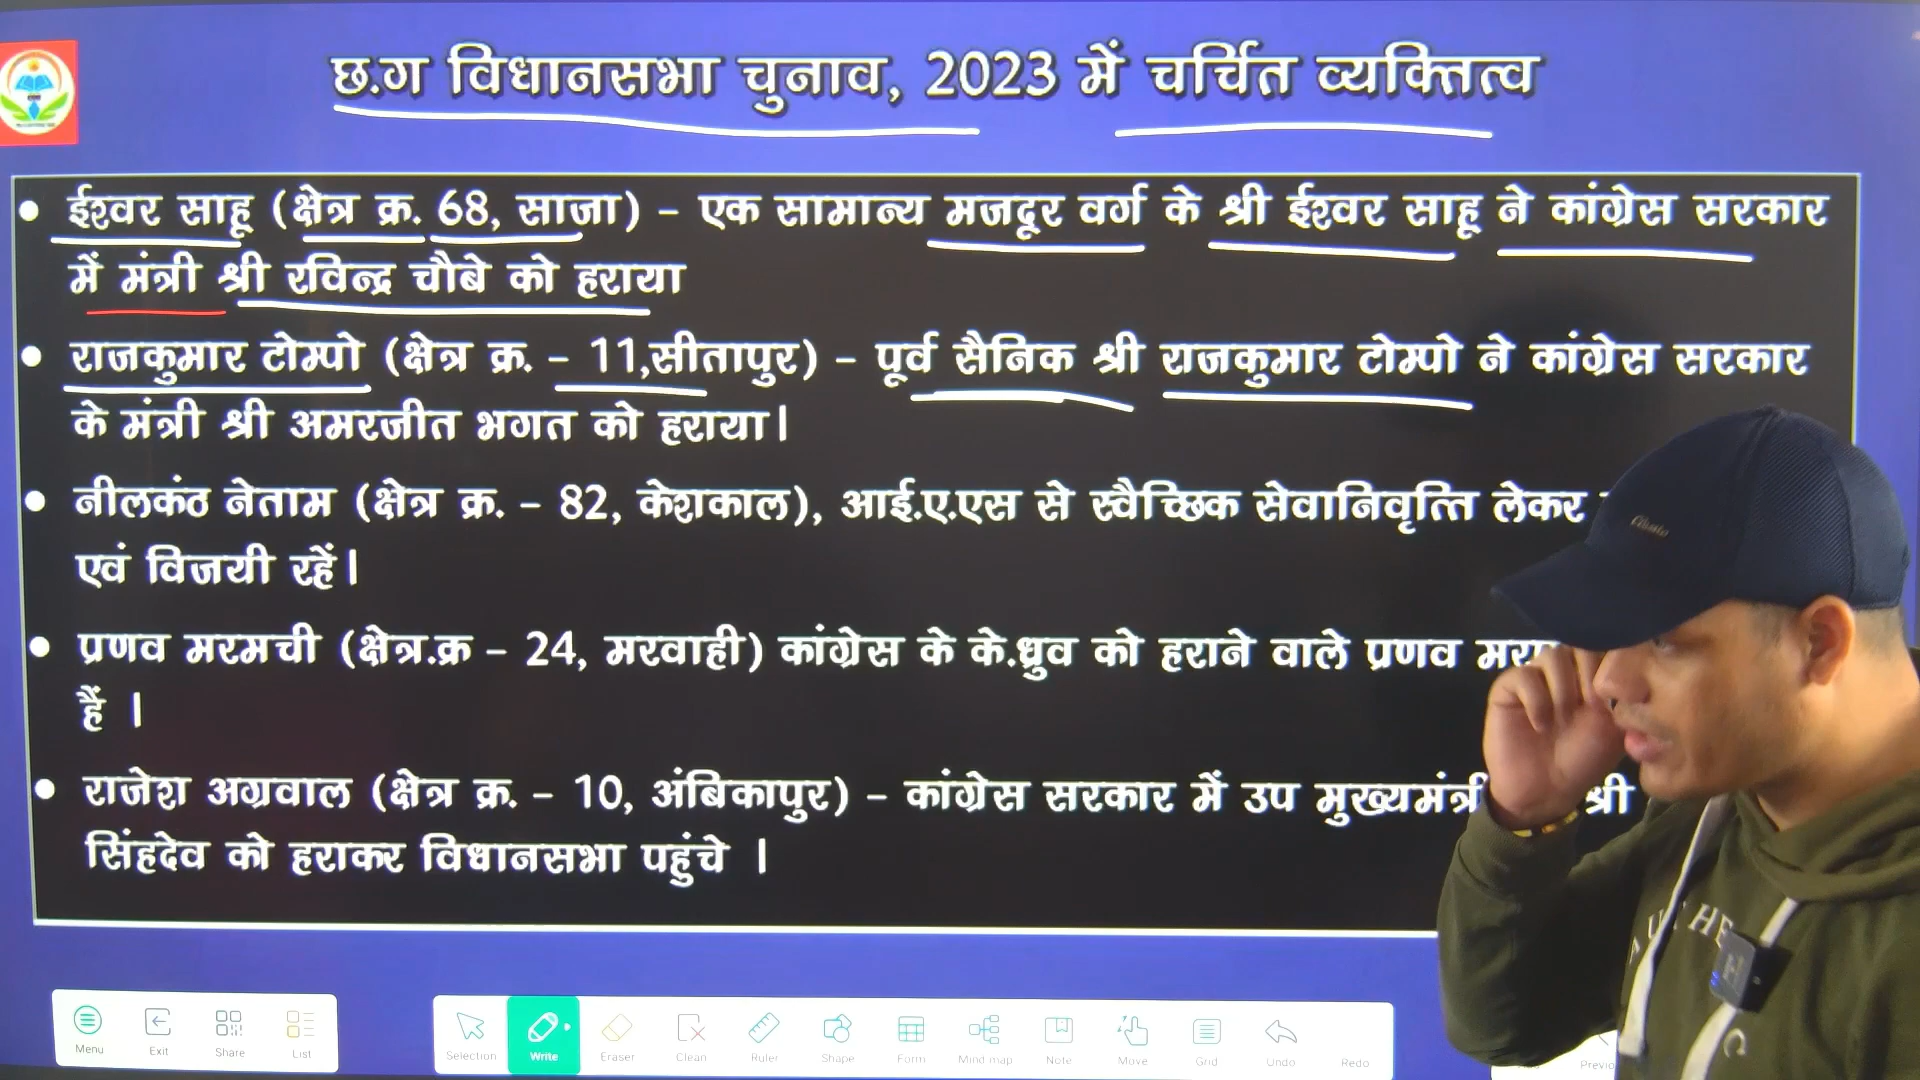 छ.ग विधानसभा चुनाव, 2023 में चर्चित व्यक्तित्व
• ईश्वर साहू (क्षेत्र क्र. 68, साजा) – एक सामान्य मजदूर वर्ग के श्री ईश्वर साहू ने कांग्रेस सरकार
में मंत्री श्री रविन्द्र चौबे को हराया
• राजकुमार टोम्पो (क्षेत्र क्र. – 11,सीतापुर) – पूर्व सैनिक श्री राजकुमार टोम्पो ने कांग्रेस सरकार
के मंत्री श्री अमरजीत भगत को हराया।
• नीलकंठ नेताम (क्षेत्र क्र. – 82, केशकाल), आई.ए.एस से स्वैच्छिक सेवानिवृत्ति लेकर
एवं विजयी रहें।
• प्रणव मरमची (क्षेत्र.क्र – 24, मरवाही) कांग्रेस के के.ध्रुव को हराने वाले प्रणव
हैं ।
• राजेश अग्रवाल (क्षेत्र क्र. – 10, अंबिकापुर) – कांग्रेस सरकार में उप मुख्यमंत्री श्री
सिंहदेव को हराकर विधानसभा पहुंचे ।
Menu Exit Share List Selection Write Eraser Clean Ruler Shape Form Mind map Note Move Grid Undo Redo